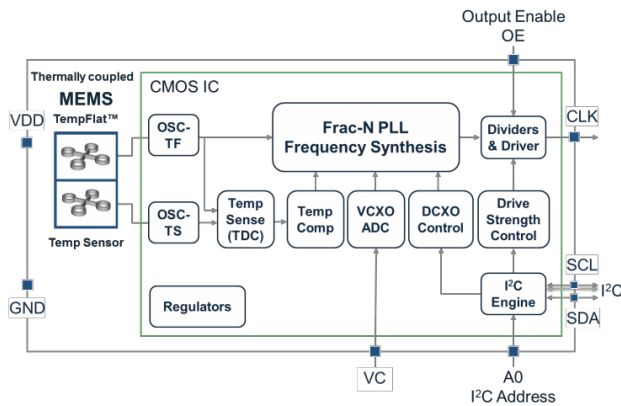 Output Enable
OE
Thermally coupled
MEMS
TempFlat™
CMOS IC
VDD
CLK
OSC-
TF
Frac-N PLL
Frequency Synthesis
Dividers
& Driver
OSC-
TS
Temp
Sense
(TDC)
Temp
Comp
VCXO
ADC
DCXO
Control
Drive
Strength
Control
Temp Sensor
SCL
I²C
Engine
I²C
SDA
Regulators
GND
VC
A0
I²C Address